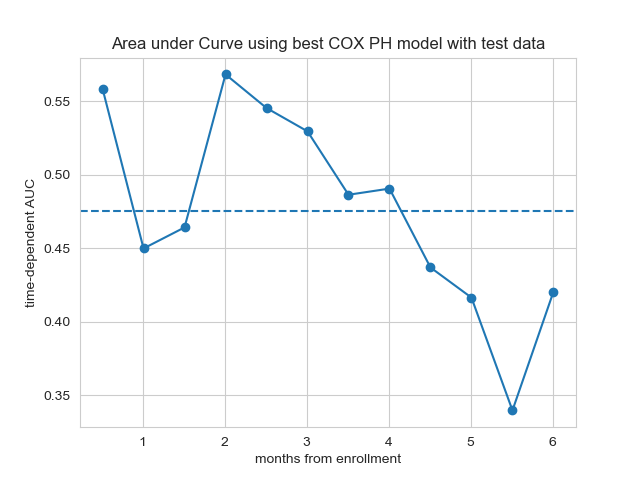 Area under Curve using best COX PH model with test data
time-dependent AUC
0.55
0.50
0.45
0.40
0.35
1 2 3 4 5 6
months from enrollment